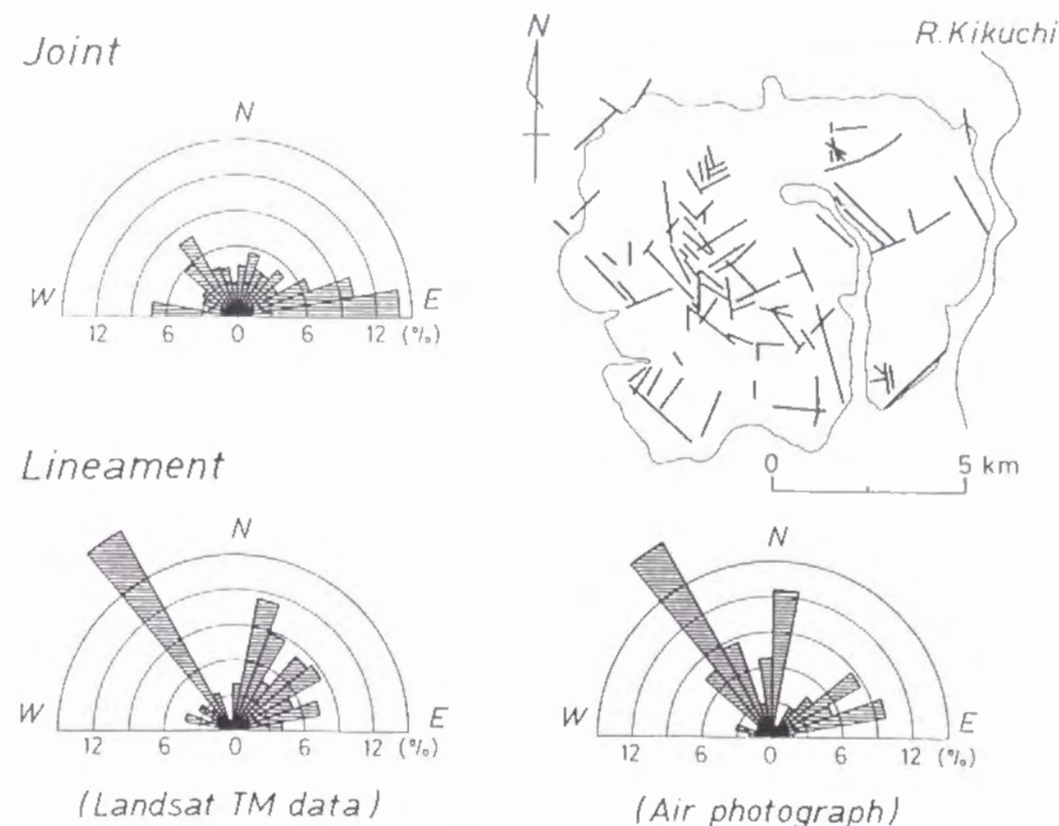 Joint
N
W E
12 6 0 6 12 (%)
N
R. Kikuchi
0 5 km
Lineament
N
W E
12 6 0 6 12 (%)
(Landsat TM data)
N
W E
12 6 0 6 12 (%)
(Air photograph)